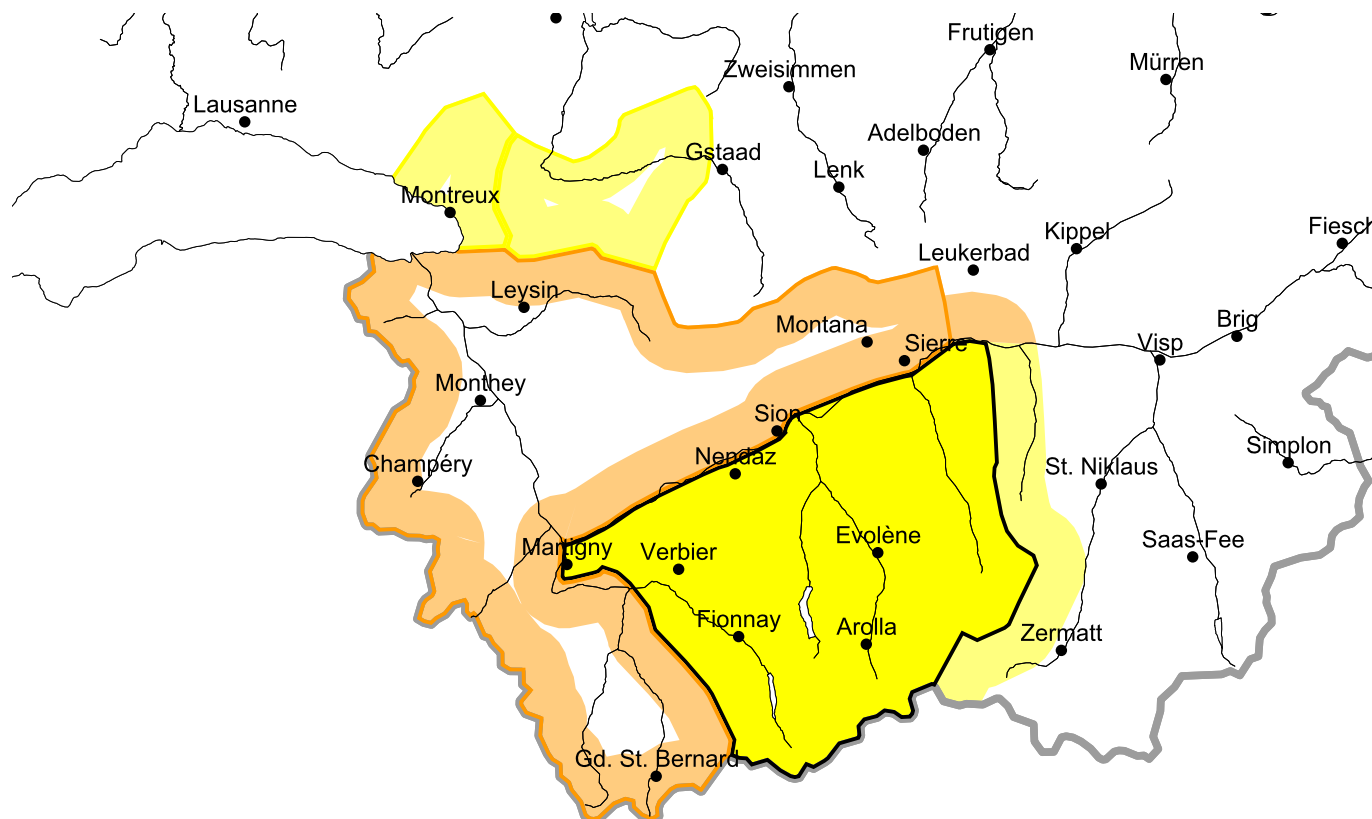 Frutigen
Mürren
Zweisimmen
Lausanne
Adelboden
Gstaad
Lenk
Montreux
Kippel
Fiesch
Leukerbad
Leysin
Montana
Brig
Sierre
Visp
Monthey
Sion
Simplon
Nendaz
Champéry
St. Niklaus
Evolène
Saas-Fee
Martigny
Verbier
Fionnay
Arolla
Zermatt
Gd. St. Bernard